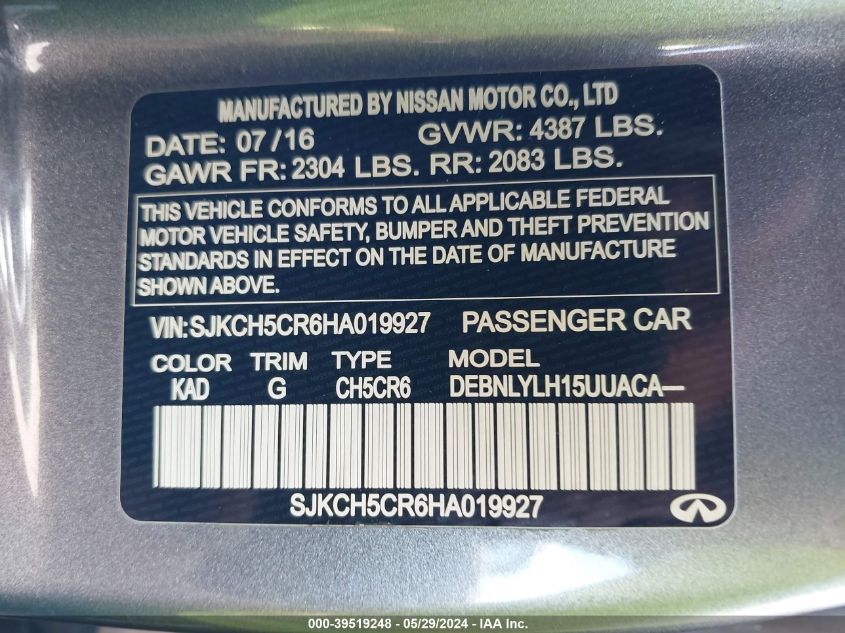 MANUFACTURED BY NISSAN MOTOR CO., LTD
DATE: 07/16 GVWR: 4387 LBS.
GAWR FR: 2304 LBS. RR: 2083 LBS.
THIS VEHICLE CONFORMS TO ALL APPLICABLE FEDERAL
MOTOR VEHICLE SAFETY, BUMPER AND THEFT PREVENTION
STANDARDS IN EFFECT ON THE DATE OF MANUFACTURE
SHOWN ABOVE.
VIN: SJKCH5CR6HA019927 PASSENGER CAR
COLOR TRIM TYPE MODEL
KAD G CH5CR6 DEBNLYLH15UUACA—
SJKCH5CR6HA019927
000-39519248 - 05/29/2024 - IAA Inc.